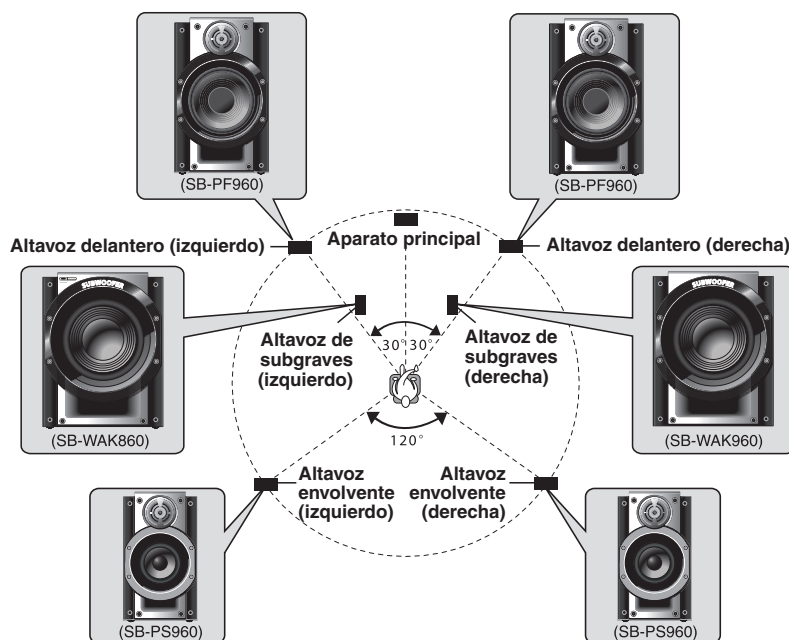 (SB-PF960)
(SB-PF960)
Altavoz delantero (izquierdo)
Aparato principal
Altavoz delantero (derecha)
SUBWOOFER
SUBWOOFER
Altavoz de
subgraves
(izquierdo)
30° 30°
Altavoz de
subgraves
(derecha)
(SB-WAK860)
(SB-WAK960)
120°
Altavoz
envolvente
(izquierdo)
Altavoz
envolvente
(derecha)
(SB-PS960)
(SB-PS960)